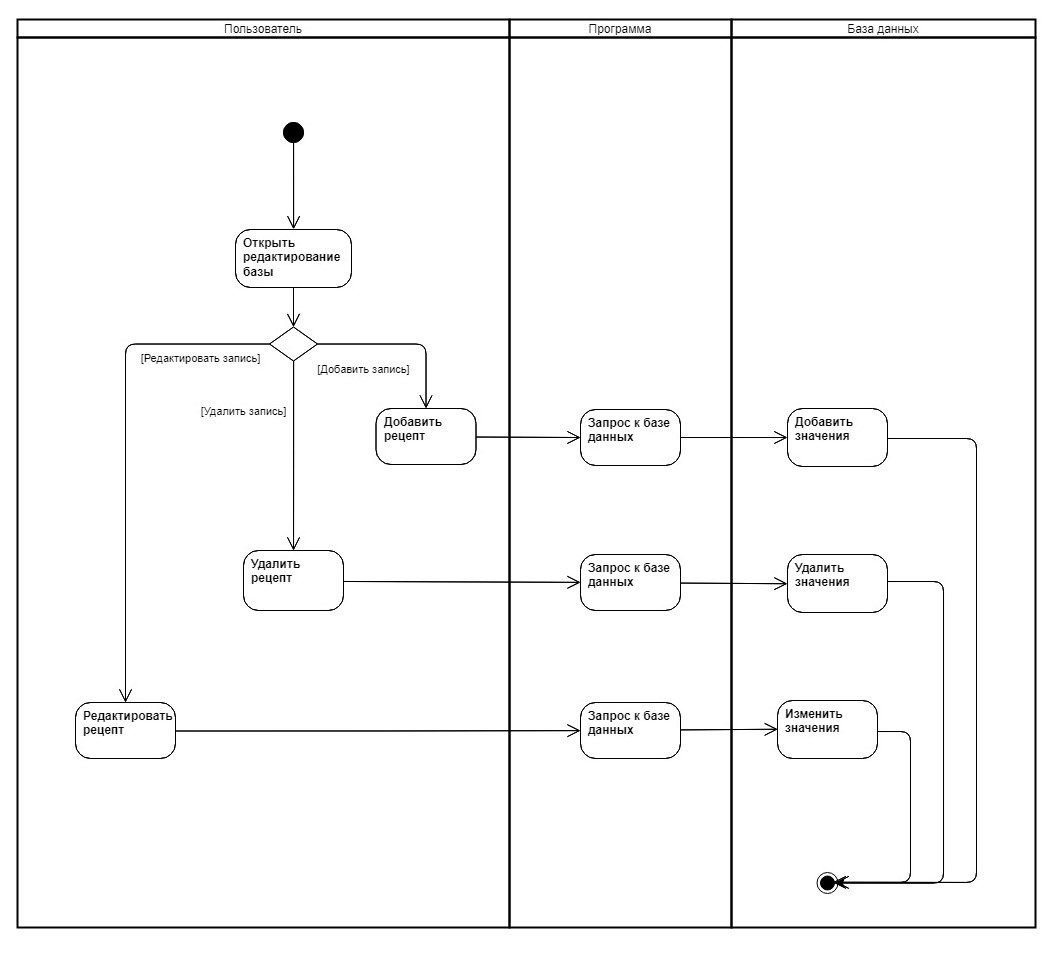 Пользователь
Программа
База данных
Открыть
редактирование
базы
[Редактировать запись]
[Добавить запись]
[Удалить запись]
Добавить
рецепт
Запрос к базе
данных
Добавить
значения
Удалить
рецепт
Запрос к базе
данных
Удалить
значения
Редактировать
рецепт
Запрос к базе
данных
Изменить
значения